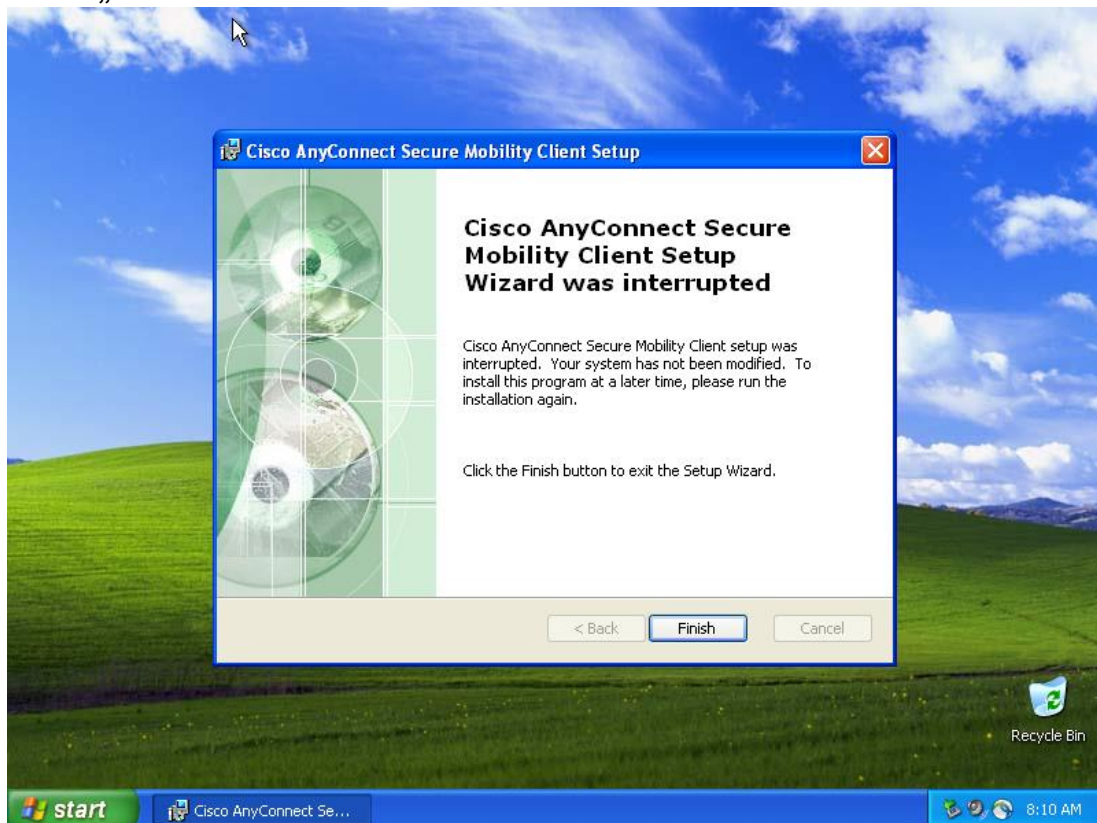 „
Cisco AnyConnect Secure Mobility Client Setup
Cisco AnyConnect Secure
Mobility Client Setup
Wizard was interrupted
Cisco AnyConnect Secure Mobility Client setup was
interrupted. Your system has not been modified. To
install this program at a later time, please run the
installation again.
Click the Finish button to exit the Setup Wizard.
< Back
Finish
Cancel
Recycle Bin
start
Cisco AnyConnect Se...
8:10 AM